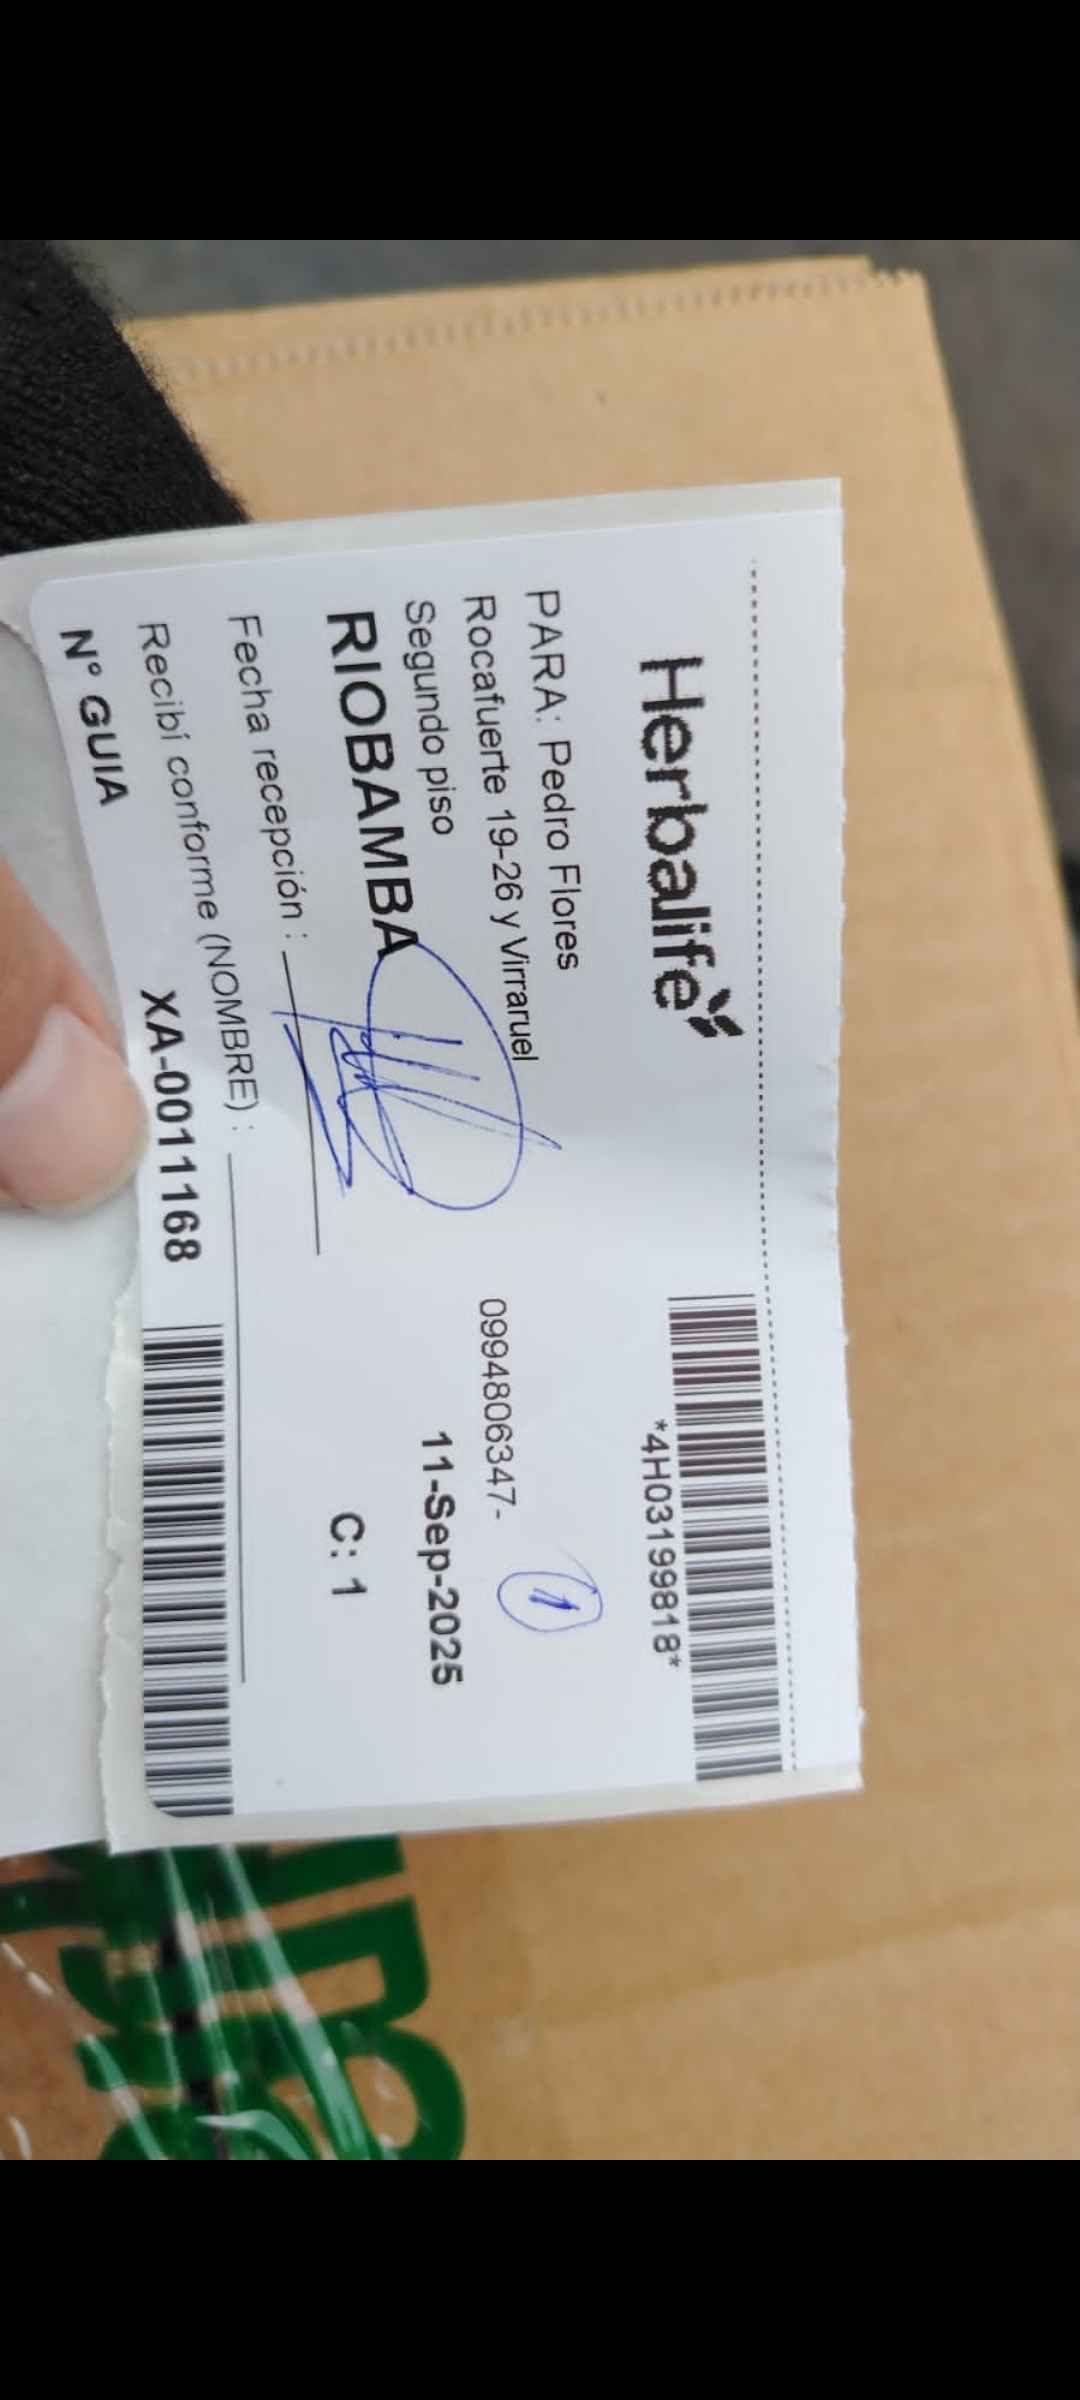 Herbalife
*4H03199818*
PARA: Pedro Flores
1
Rocafuerte 19-26 y Virraruel
0994806347-
Segundo piso
11-Sep-2025
RIOBAMBA
C: 1
Fecha recepción :
Recibí conforme (NOMBRE) :
N° GUIA
XA-0011168